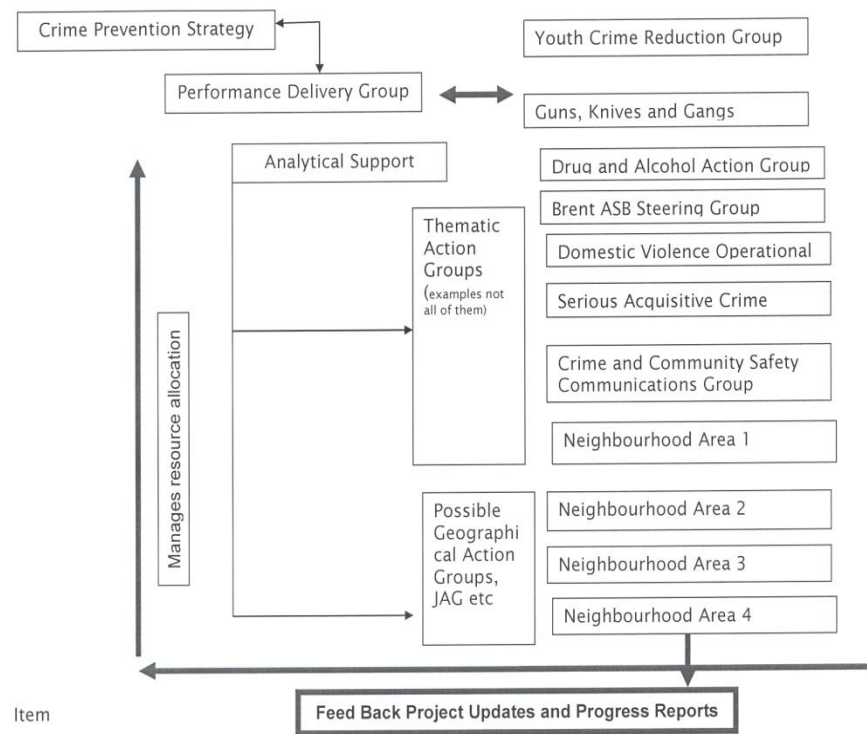 Crime Prevention Strategy
Youth Crime Reduction Group
Performance Delivery Group
Guns, Knives and Gangs
Analytical Support
Drug and Alcohol Action Group
Brent ASB Steering Group
Thematic
Action
Groups
(examples not
all of them)
Domestic Violence Operational
Serious Acquisitive Crime
Manages resource allocation
Crime and Community Safety
Communications Group
Neighbourhood Area 1
Possible
Geographi
cal Action
Groups,
JAG etc
Neighbourhood Area 2
Neighbourhood Area 3
Neighbourhood Area 4
Item
Feed Back Project Updates and Progress Reports